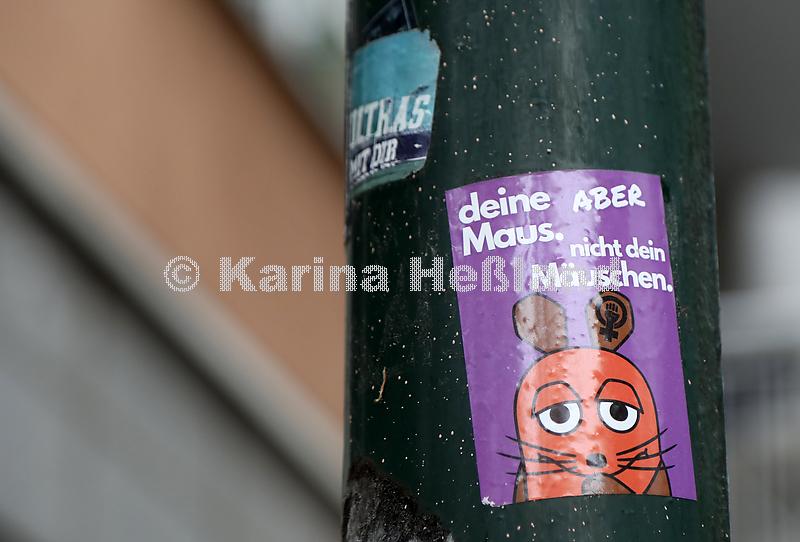 ULTRAS
MIT DIR
deine ABER
Maus. nicht dein
Mäuschen.
© Karina Heßland